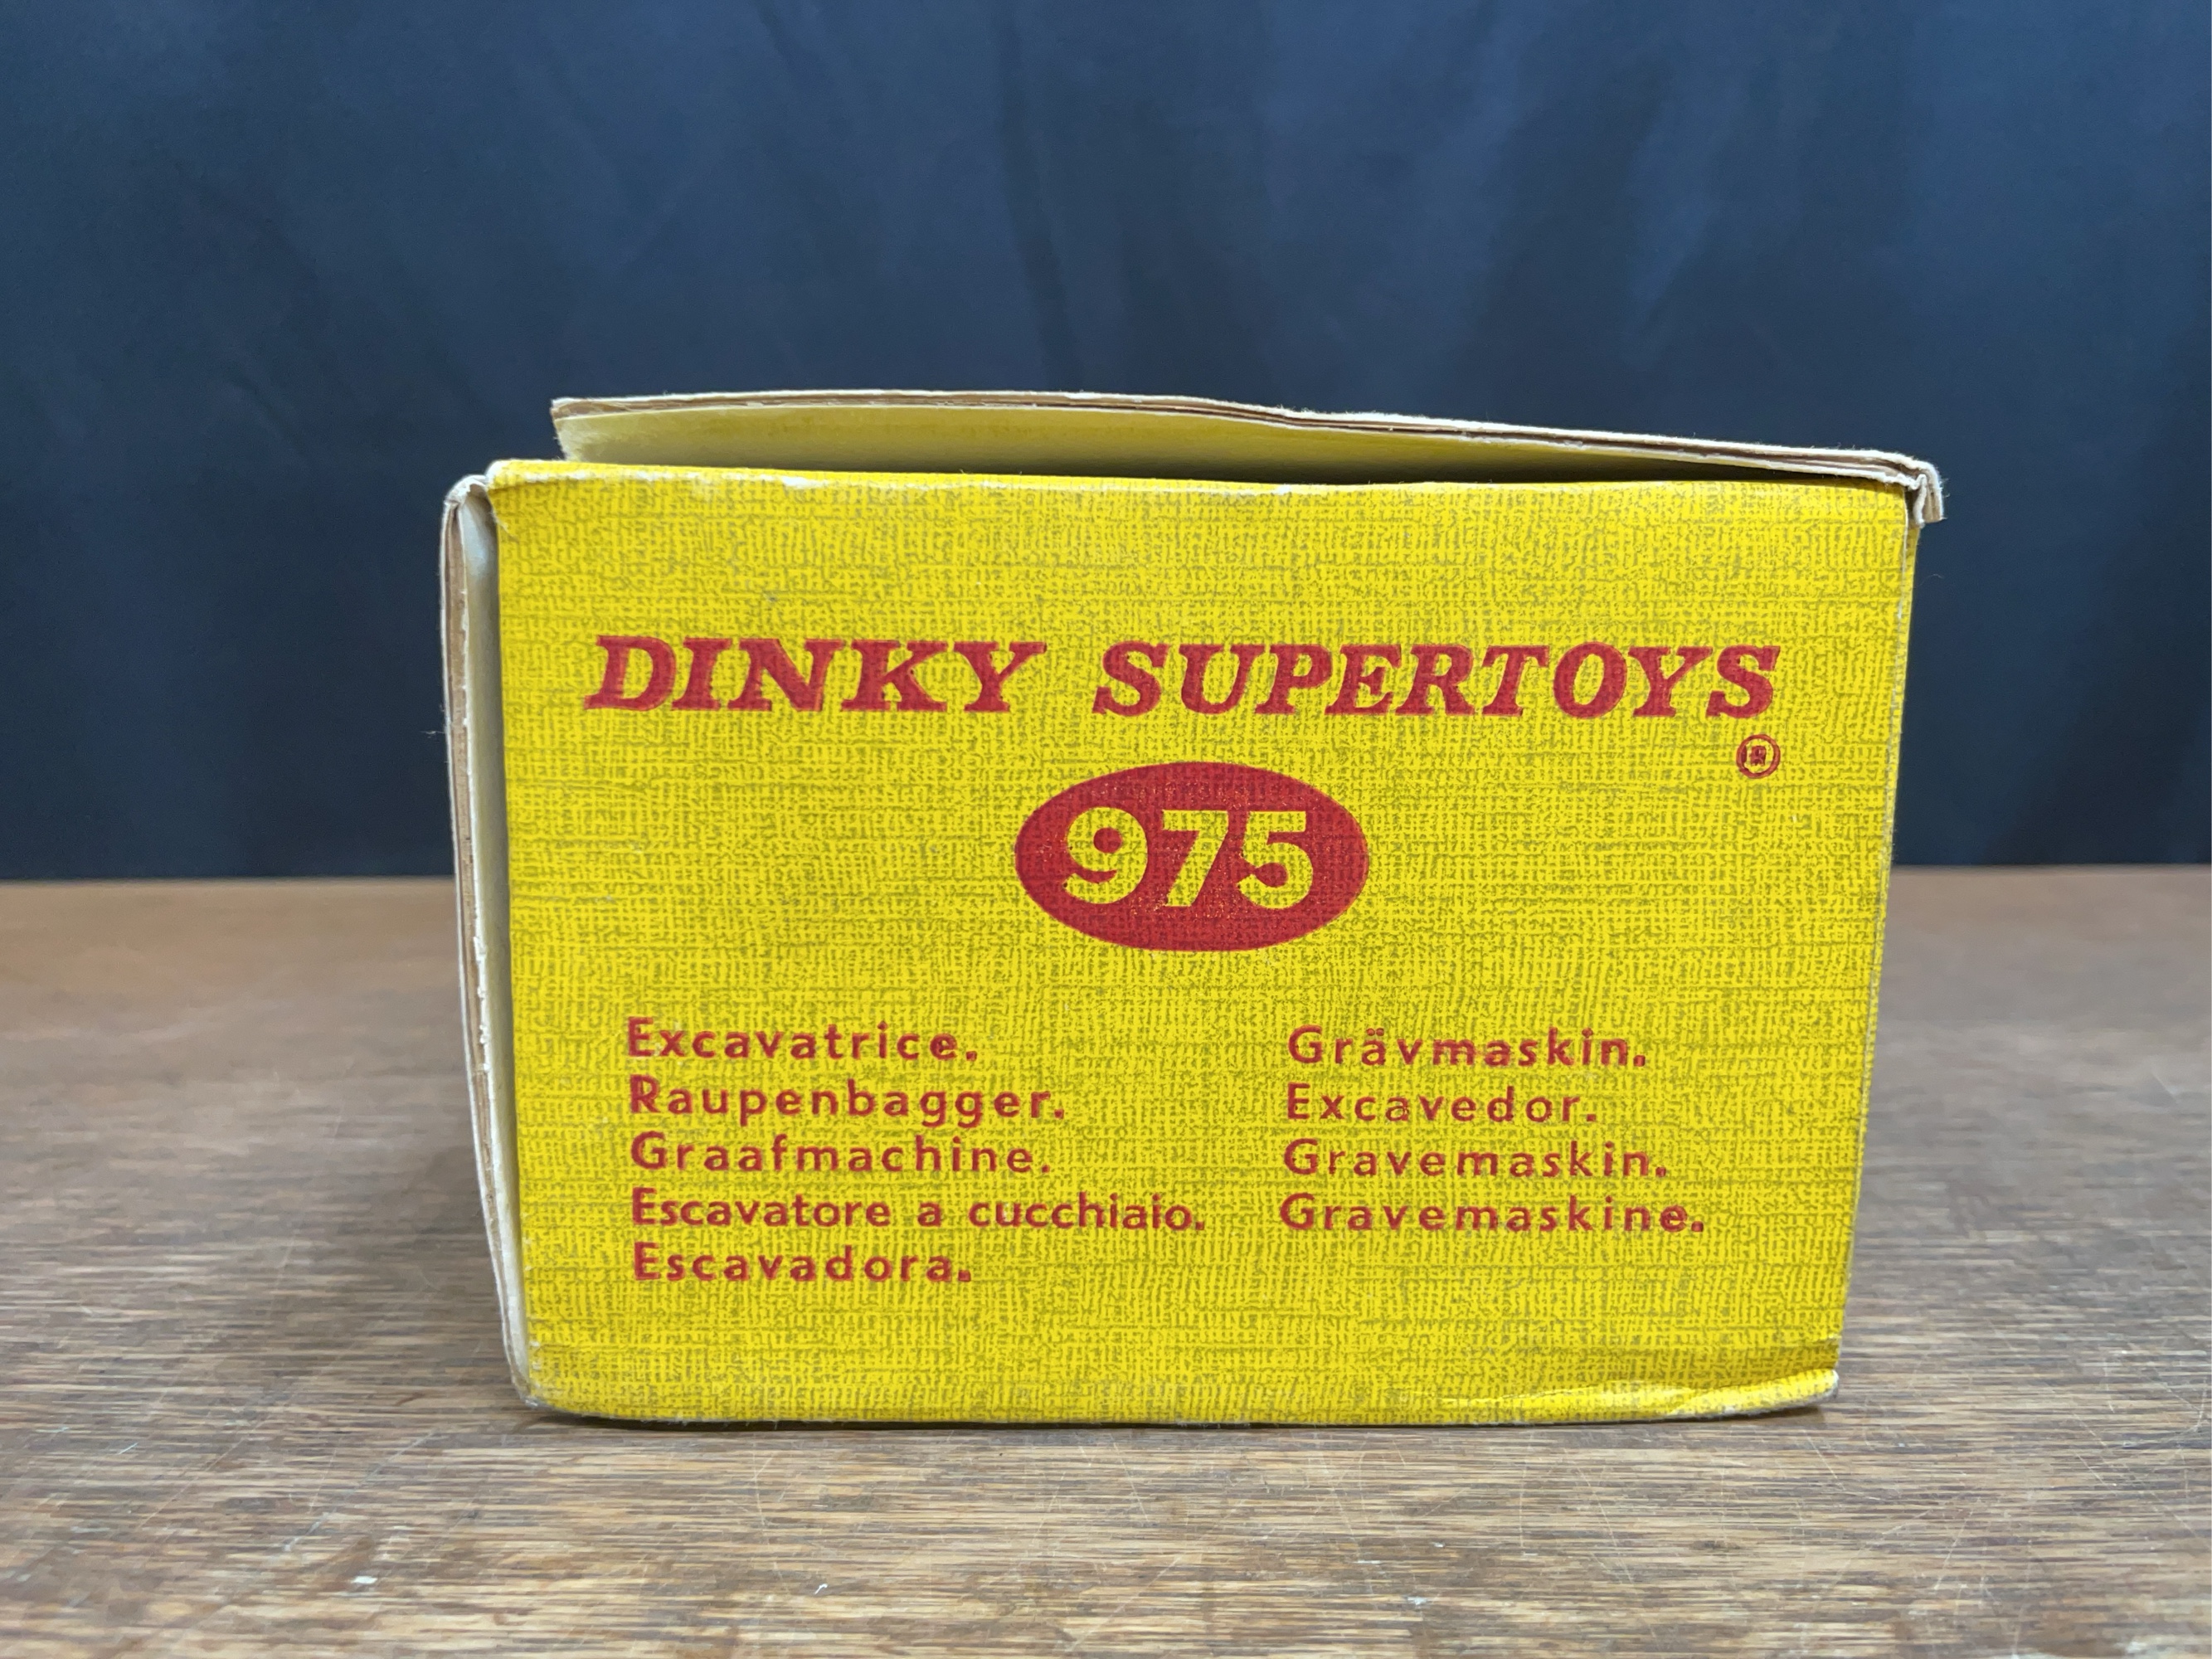 DINKY SUPERTOYS
®
975
Excavatrice.
Raupenbagger.
Graafmachine.
Escavatore a cucchiaio.
Escavadora.
Grävmaskin.
Excavedor.
Gravemaskin.
Gravemaskine.